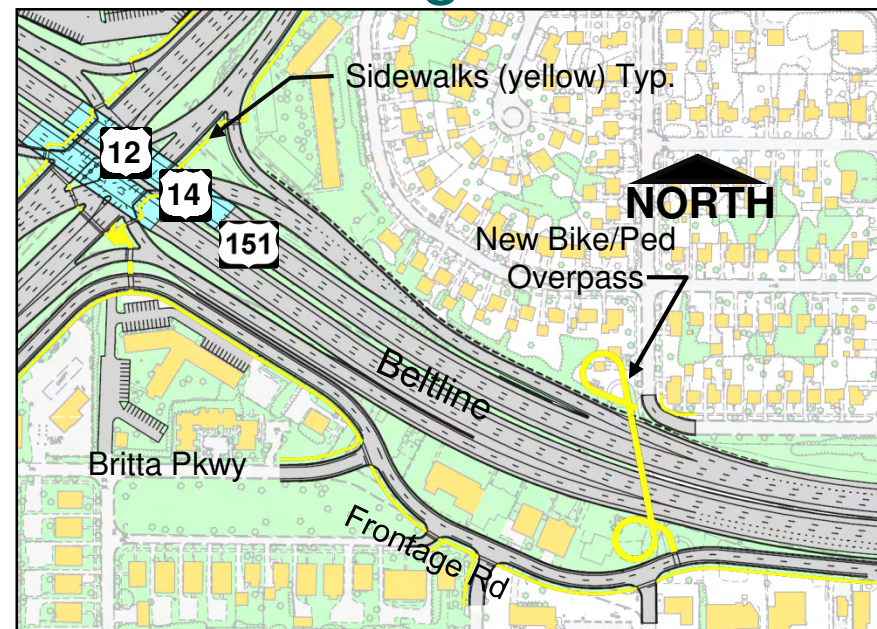 Sidewalks (yellow) Typ.
12
14
151
NORTH
New Bike/Ped
Overpass
Beltline
Britta Pkwy
Frontage Rd